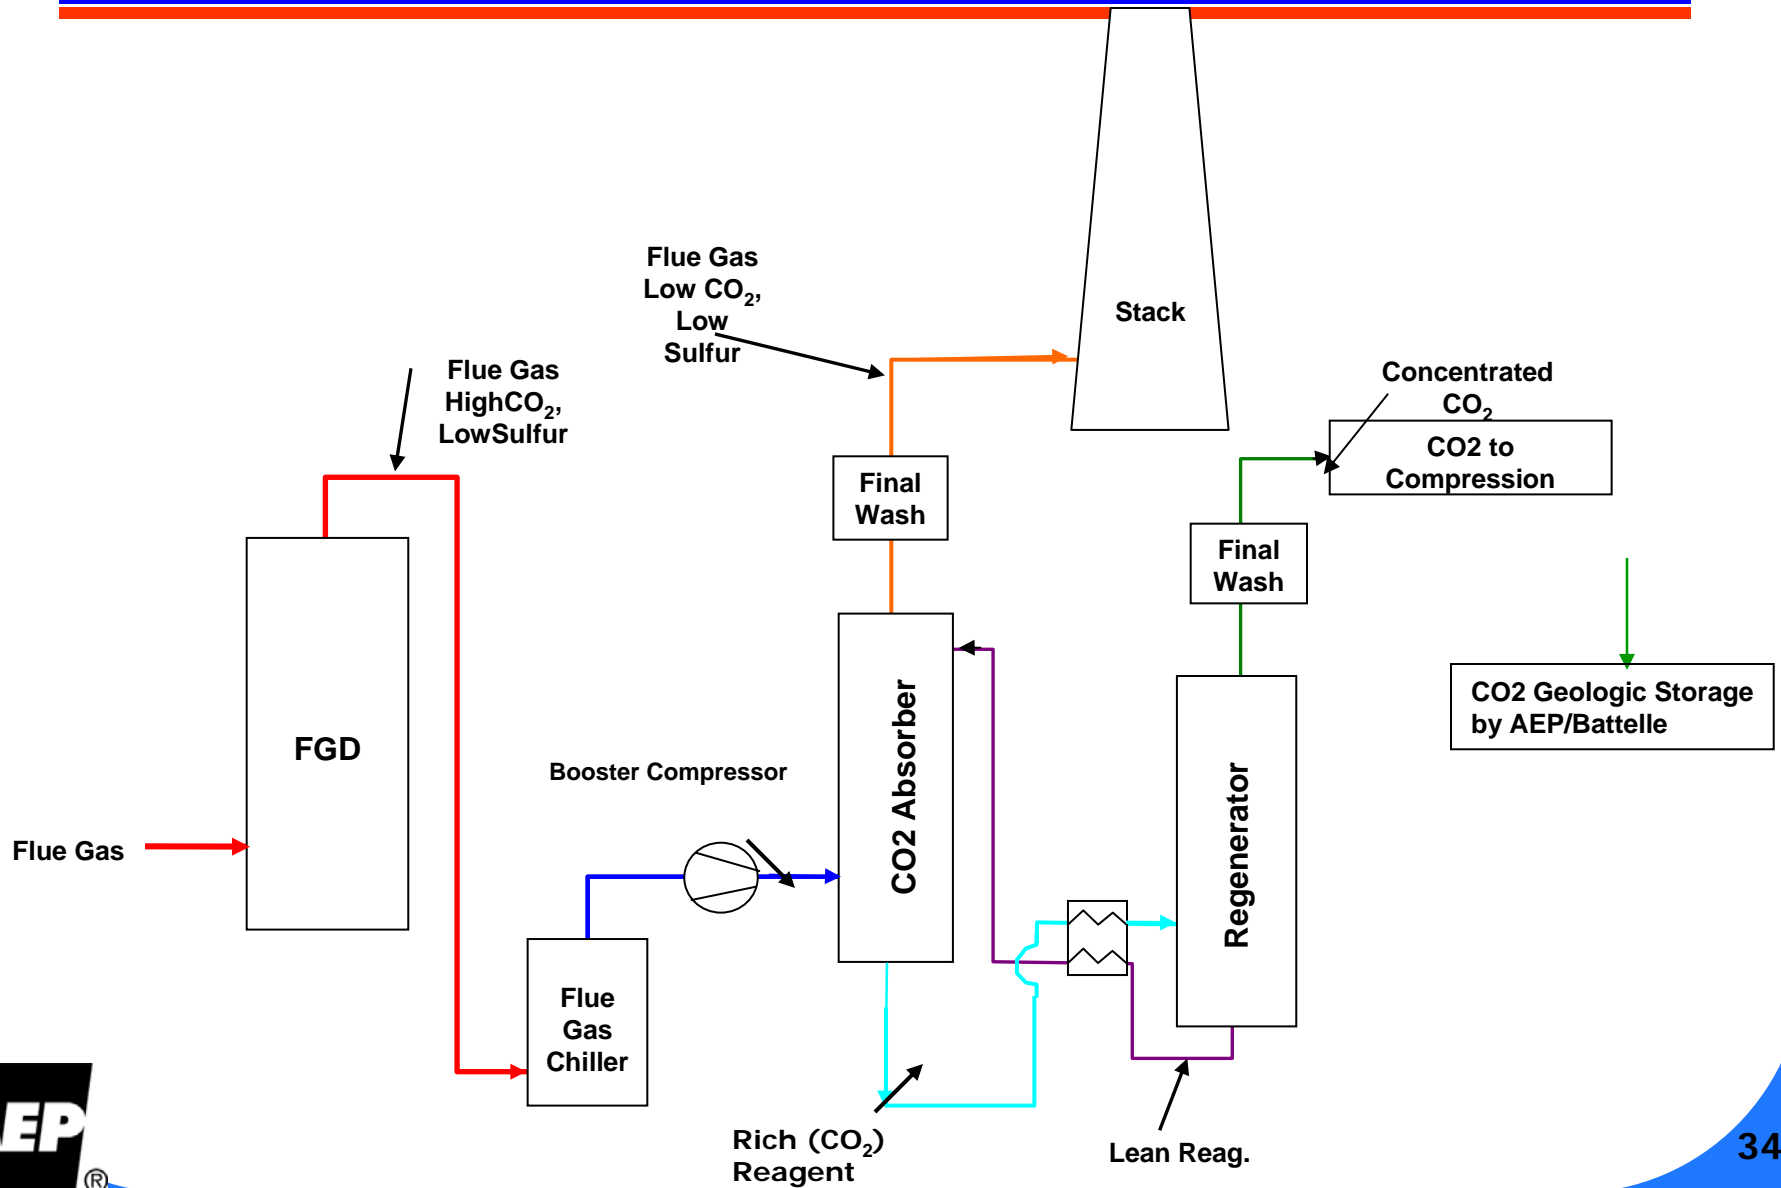 Flue Gas
Low CO₂,
Low
Sulfur
Stack
Flue Gas
HighCO₂,
LowSulfur
Concentrated
CO₂
CO2 to
Compression
Final
Wash
Final
Wash
CO2 Geologic Storage
by AEP/Battelle
FGD
CO2 Absorber
Booster Compressor
Regenerator
Flue Gas
Flue
Gas
Chiller
Rich (CO₂)
Reagent
Lean Reag.
EP
®
34